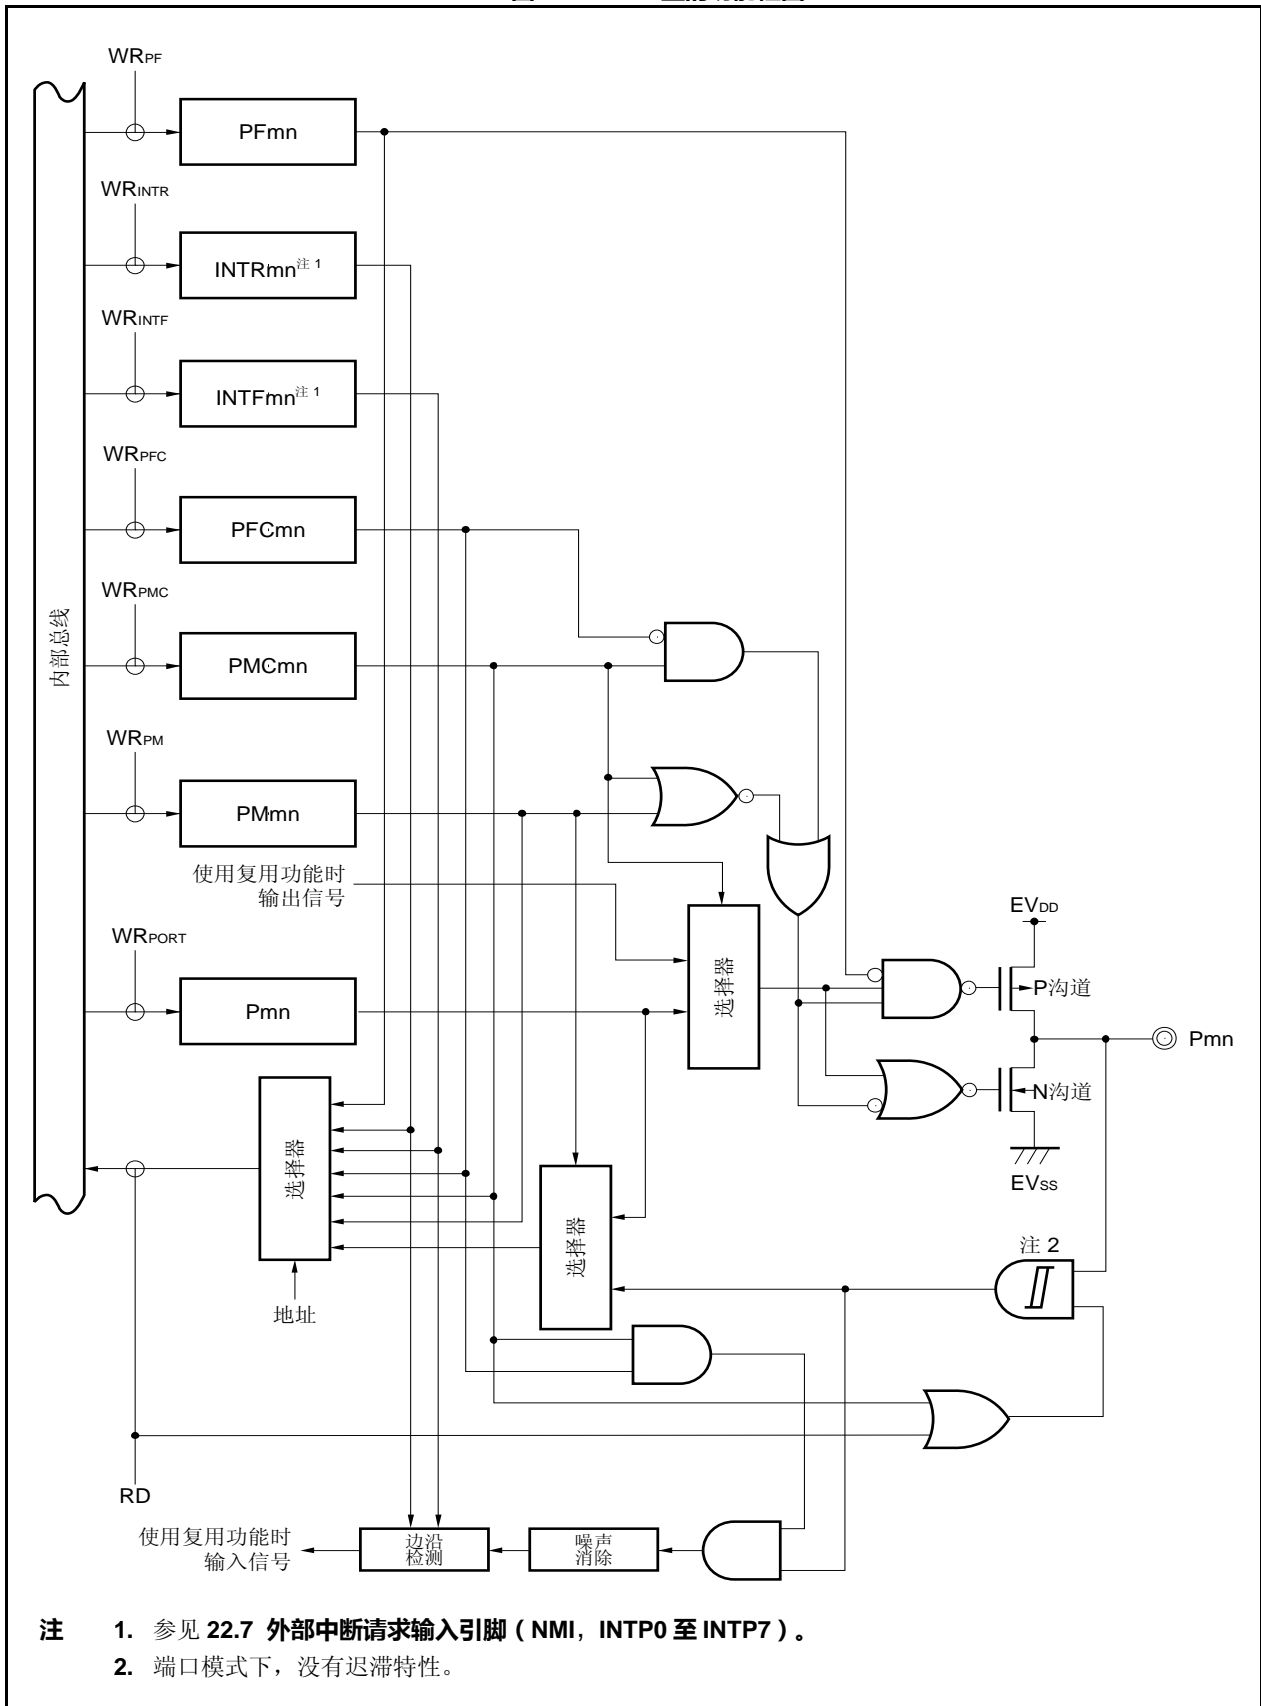 WRPF
PFmn
WRINTR
INTRmn注 1
WRINTF
INTFmn注 1
WRPFC
PFCmn
WRPMC
内部总线
PMCmn
WRPM
PMmn
使用复用功能时
输出信号
WRPORT
Pmn
选择器
EVDD
P沟道
Pmn
N沟道
EVSS
选择器
选择器
地址
注 2
RD
使用复用功能时
输入信号
边沿
检测
噪声
消除
注 1. 参见 22.7 外部中断请求输入引脚（NMI，INTP0 至 INTP7）。
2. 端口模式下，没有迟滞特性。